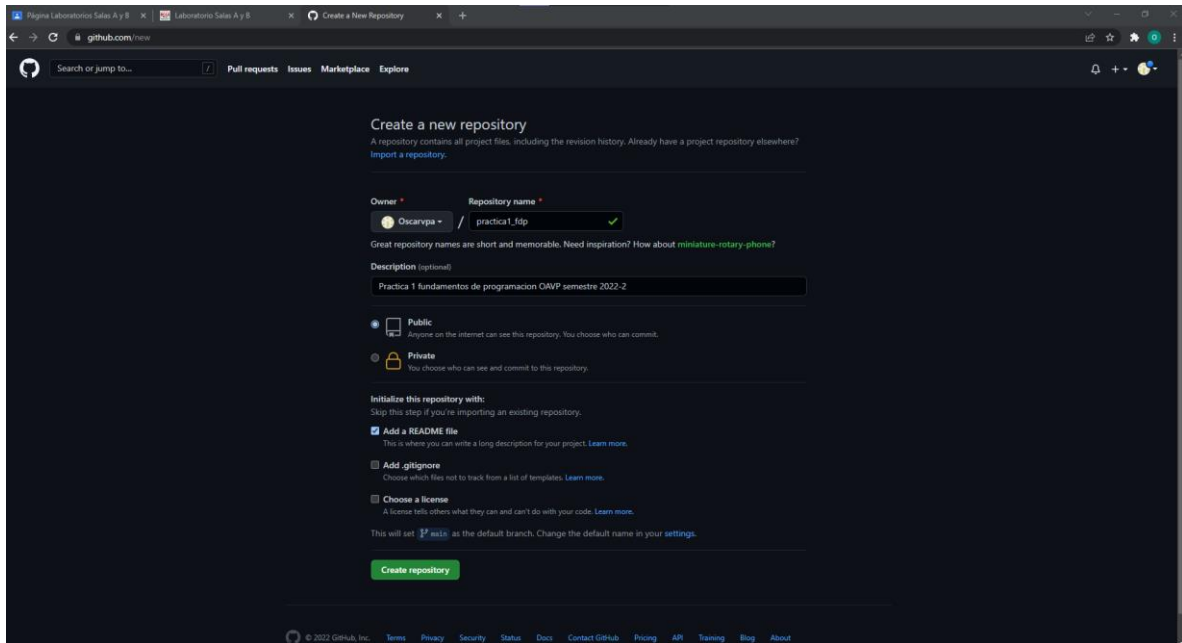 Página Laboratorios Salas A y B
Laboratorio Salas A y B
Create a New Repository
github.com/new
O
Search or jump to...
/
Pull requests Issues Marketplace Explore
Create a new repository
A repository contains all project files, including the revision history. Already have a project repository elsewhere?
Import a repository.
Owner * Repository name *
Oscarvpa / practica1_fdp
Great repository names are short and memorable. Need inspiration? How about miniature-rotary-phone?
Description (optional)
Practica 1 fundamentos de programacion OAVP semestre 2022-2
Public
Anyone on the internet can see this repository. You choose who can commit.
Private
You choose who can see and commit to this repository.
Initialize this repository with:
Skip this step if you're importing an existing repository.
Add a README file
This is where you can write a long description for your project. Learn more.
Add .gitignore
Choose which files not to track from a list of templates. Learn more.
Choose a license
A license tells others what they can and can't do with your code. Learn more.
This will set main as the default branch. Change the default name in your settings.
Create repository
© 2022 GitHub, Inc. Terms Privacy Security Status Docs Contact GitHub Pricing API Training Blog About